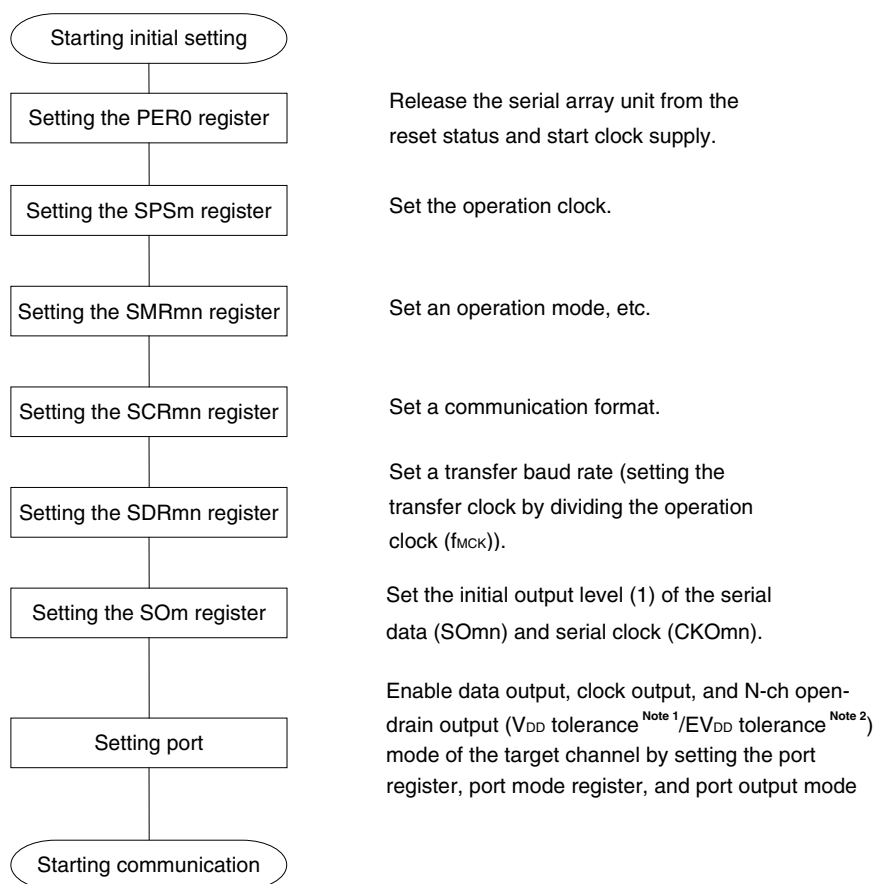 Starting initial setting
Setting the PER0 register
Release the serial array unit from the
reset status and start clock supply.
Setting the SPSm register
Set the operation clock.
Setting the SMRmn register
Set an operation mode, etc.
Setting the SCRmn register
Set a communication format.
Setting the SDRmn register
Set a transfer baud rate (setting the
transfer clock by dividing the operation
clock (fMCK)).
Setting the SOm register
Set the initial output level (1) of the serial
data (SOmn) and serial clock (CKOmn).
Setting port
Enable data output, clock output, and N-ch open-
drain output (VDD tolerance Note 1/EVDD tolerance Note 2)
mode of the target channel by setting the port
register, port mode register, and port output mode
Starting communication